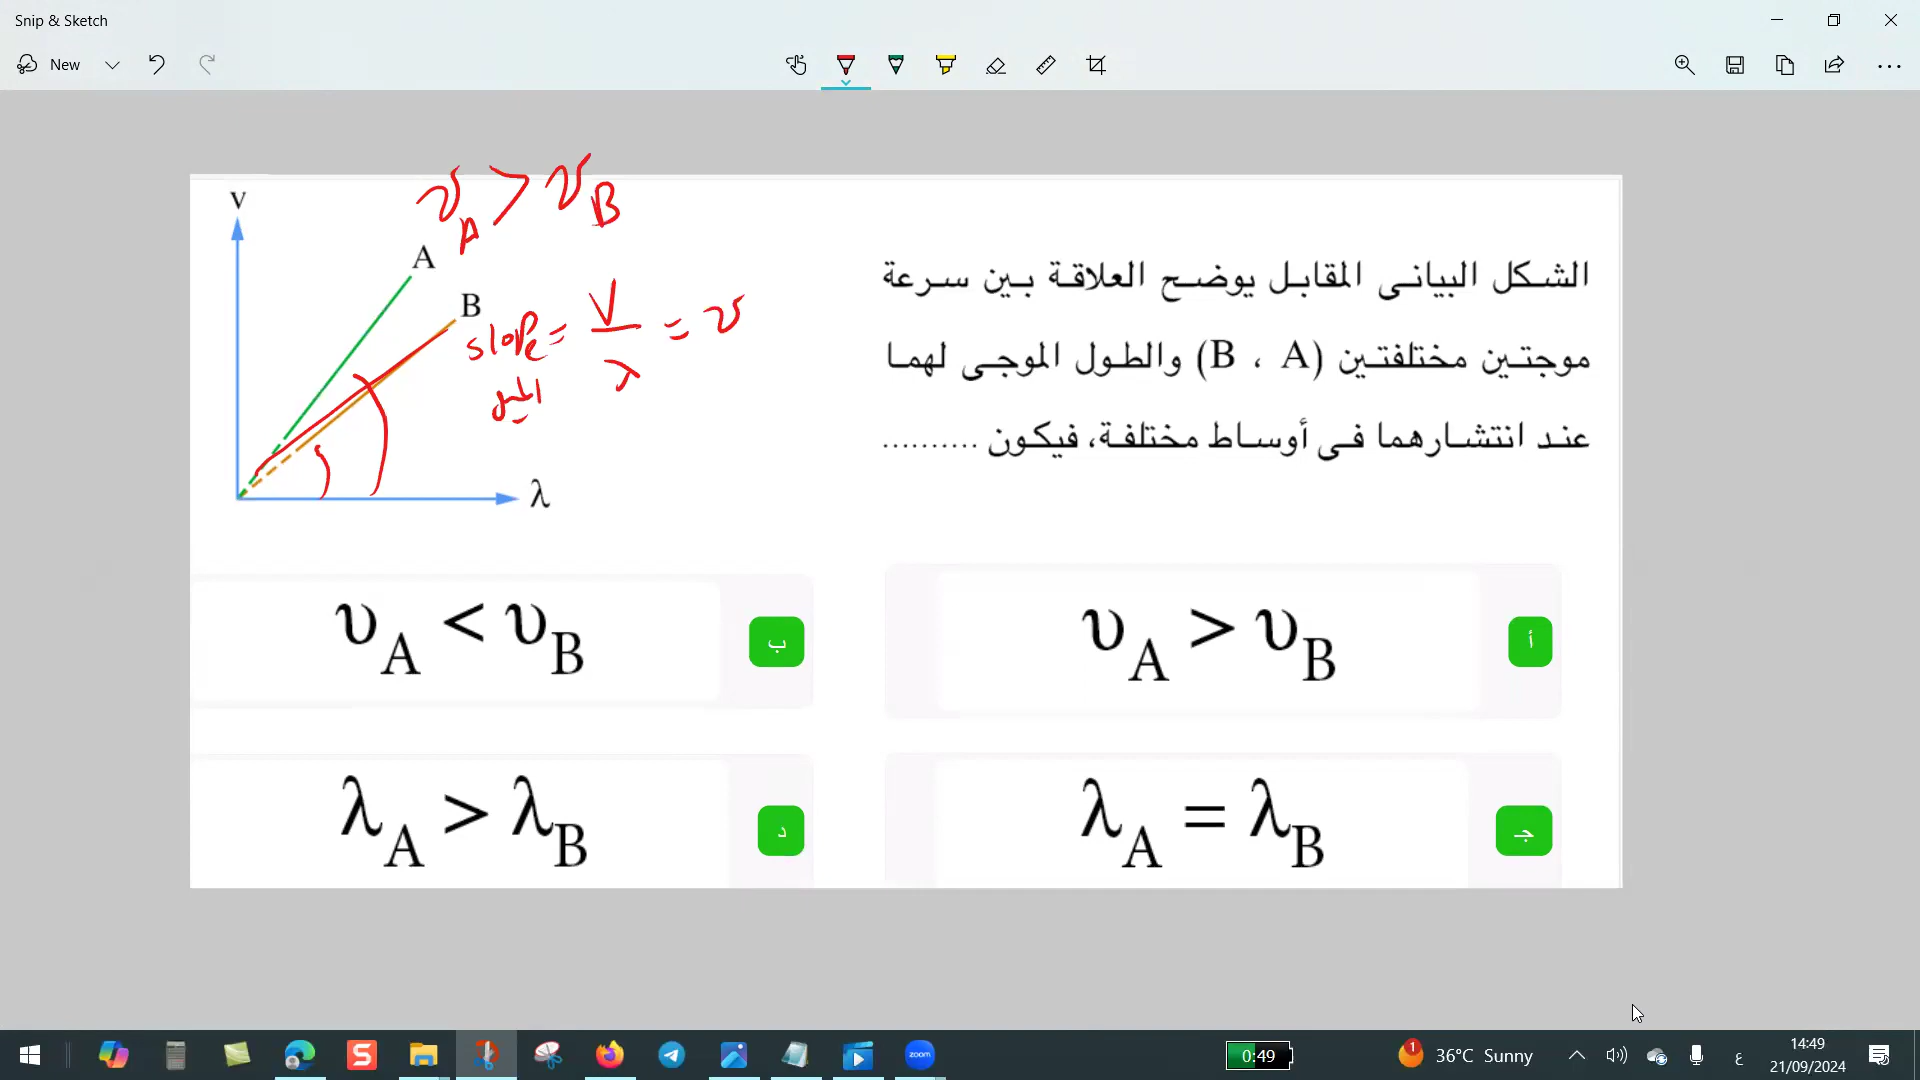 Snip & Sketch
New
V
A
B
λ
υA > υB
slope = V/λ = υ
الميل
الشكل البيانى المقابل يوضح العلاقة بين سرعة
موجتين مختلفتين (B ، A) والطول الموجى لهما
عند انتشارهما فى أوساط مختلفة، فيكون ..........
أ
υA > υB
ب
υA < υB
جـ
λA = λB
د
λA > λB
S
zoom
0:49
1
36°C Sunny
ع
14:49
21/09/2024